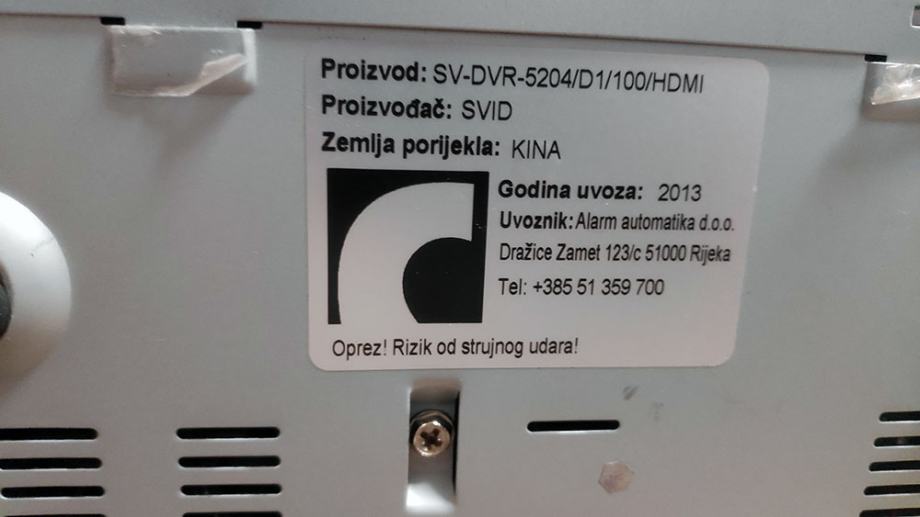 Proizvod: SV-DVR-5204/D1/100/HDMI
Proizvođač: SVID
Zemlja porijekla: KINA
Godina uvoza: 2013
Uvoznik: Alarm automatika d.o.o.
Dražice Zamet 123/c 51000 Rijeka
Tel: +385 51 359 700
Oprez! Rizik od strujnog udara!